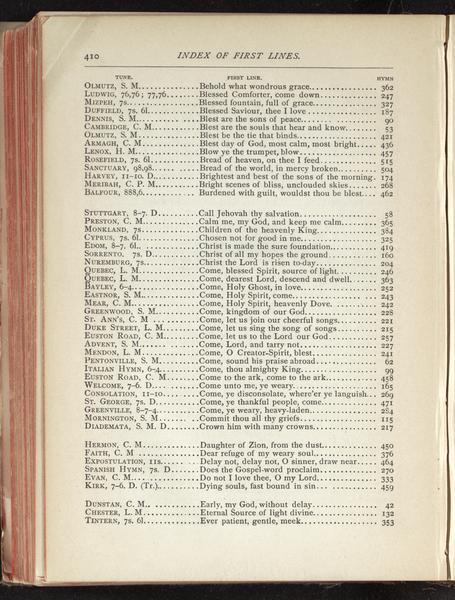 410 INDEX OF FIRST LINES.
TUNE. FIRST LINE. HYMN
OLMUTZ, S. M...............Behold what wondrous grace................. 362
LUDWIG, 76,76; 77,76........Blessed Comforter, come down.............. 247
MIZPEH, 7s..................Blessed fountain, full of grace................ 327
DUFFIELD, 7s. 6l............Blessed Saviour, thee I love.................. 187
DENNIS, S. M................Blest are the sons of peace.................... 90
CAMBRIDGE, C. M............Blest are the souls that hear and know........ 53
OLMUTZ, S. M...............Blest be the tie that binds.................... 421
ARMAGH, C. M...............Blest day of God, most calm, most bright..... 436
LENOX, H. M................Blow ye the trumpet, blow.................... 457
ROSEFIELD, 7s. 6l...........Bread of heaven, on thee I feed............... 515
SANCTUARY, 98,98............Bread of the world, in mercy broken.......... 504
HARVEY, 11-10. D............Brightest and best of the sons of the morning. 174
MERIBAH, C. P. M............Bright scenes of bliss, unclouded skies........ 268
BALFOUR, 888,6..............Burdened with guilt, wouldst thou be blest.... 462
STUTTGART, 8-7. D...........Call Jehovah thy salvation.................... 58
PRESTON, C. M...............Calm me, my God, and keep me calm......... 365
MONKLAND, 7s...............Children of the heavenly King................ 384
CYPRUS, 7s. 6l...............Chosen not for good in me.................... 325
EDOM, 8-7. 6l...............Christ is made the sure foundation............ 419
SORRENTO, 7s. D............Christ of all my hopes the ground............ 160
NUREMBURG, 7s.............Christ the Lord is risen to-day................ 204
QUEBEC, L. M...............Come, blessed Spirit, source of light........... 246
QUEBEC, L. M...............Come, dearest Lord, descend and dwell....... 363
BAYLEY, 6-4.................Come, Holy Ghost, in love.................... 252
EASTNOR, S. M..............Come, Holy Spirit, come..................... 243
MEAR, C. M.................Come, Holy Spirit, heavenly Dove............ 242
GREENWOOD, S. M...........Come, kingdom of our God.................. 228
ST. ANN'S, C. M.............Come, let us join our cheerful songs........... 221
DUKE STREET, L. M.........Come, let us sing the song of songs........... 215
EUSTON ROAD, C. M.........Come, let us to the Lord our God............ 257
ADVENT, S. M...............Come, Lord, and tarry not................... 227
MENDON, L. M..............Come, O Creator-Spirit, blest................. 241
PENTONVILLE, S. M.........Come, sound his praise abroad............... 62
ITALIAN HYMN, 6-4..........Come, thou almighty King................... 99
EUSTON ROAD, C. M.........Come to the ark, come to the ark............. 458
WELCOME, 7-6. D............Come unto me, ye weary..................... 165
CONSOLATION, 11-10.........Come, ye disconsolate, where'er ye languish... 269
ST. GEORGE, 7s. D...........Come, ye thankful people, come.............. 471
GREENVILLE, 8-7-4..........Come, ye weary, heavy-laden................. 284
MORNINGTON, S. M..........Commit thou all thy griefs.................... 115
DIADEMATA, S. M. D........Crown him with many crowns................ 217
HERMON, C. M..............Daughter of Zion, from the dust............... 450
FAITH, C. M.................Dear refuge of my weary soul................ 376
EXPOSTULATION, 11s.........Delay not, delay not, O sinner, draw near..... 464
SPANISH HYMN, 7s. D........Does the Gospel-word proclaim............... 270
EVAN, C. M.................Do not I love thee, O my Lord............... 333
KIRK, 7-6. D. (Tr.)...........Dying souls, fast bound in sin................. 459
DUNSTAN, C. M..............Early, my God, without delay................. 42
CHESTER, L. M..............Eternal Source of light divine................. 132
TINTERN, 7s. 6l.............Ever patient, gentle, meek.................... 353